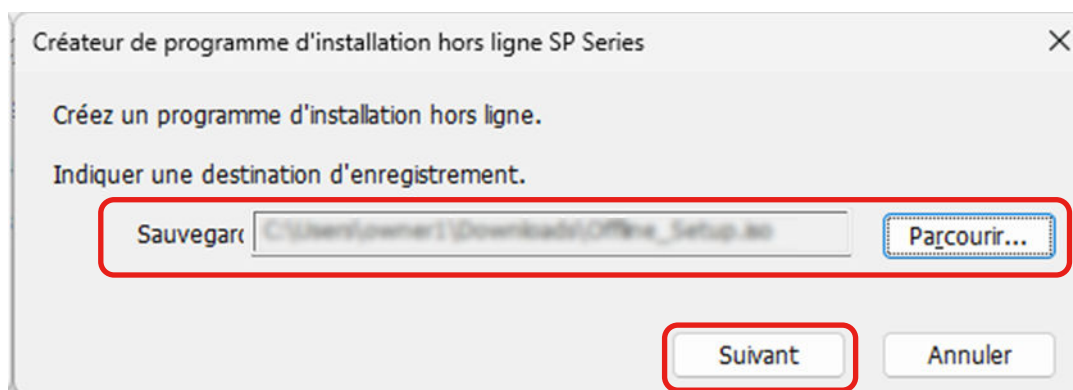 Créateur de programme d'installation hors ligne SP Series
Créez un programme d'installation hors ligne.
Indiquer une destination d'enregistrement.
Sauvegar
Parcourir...
Suivant
Annuler